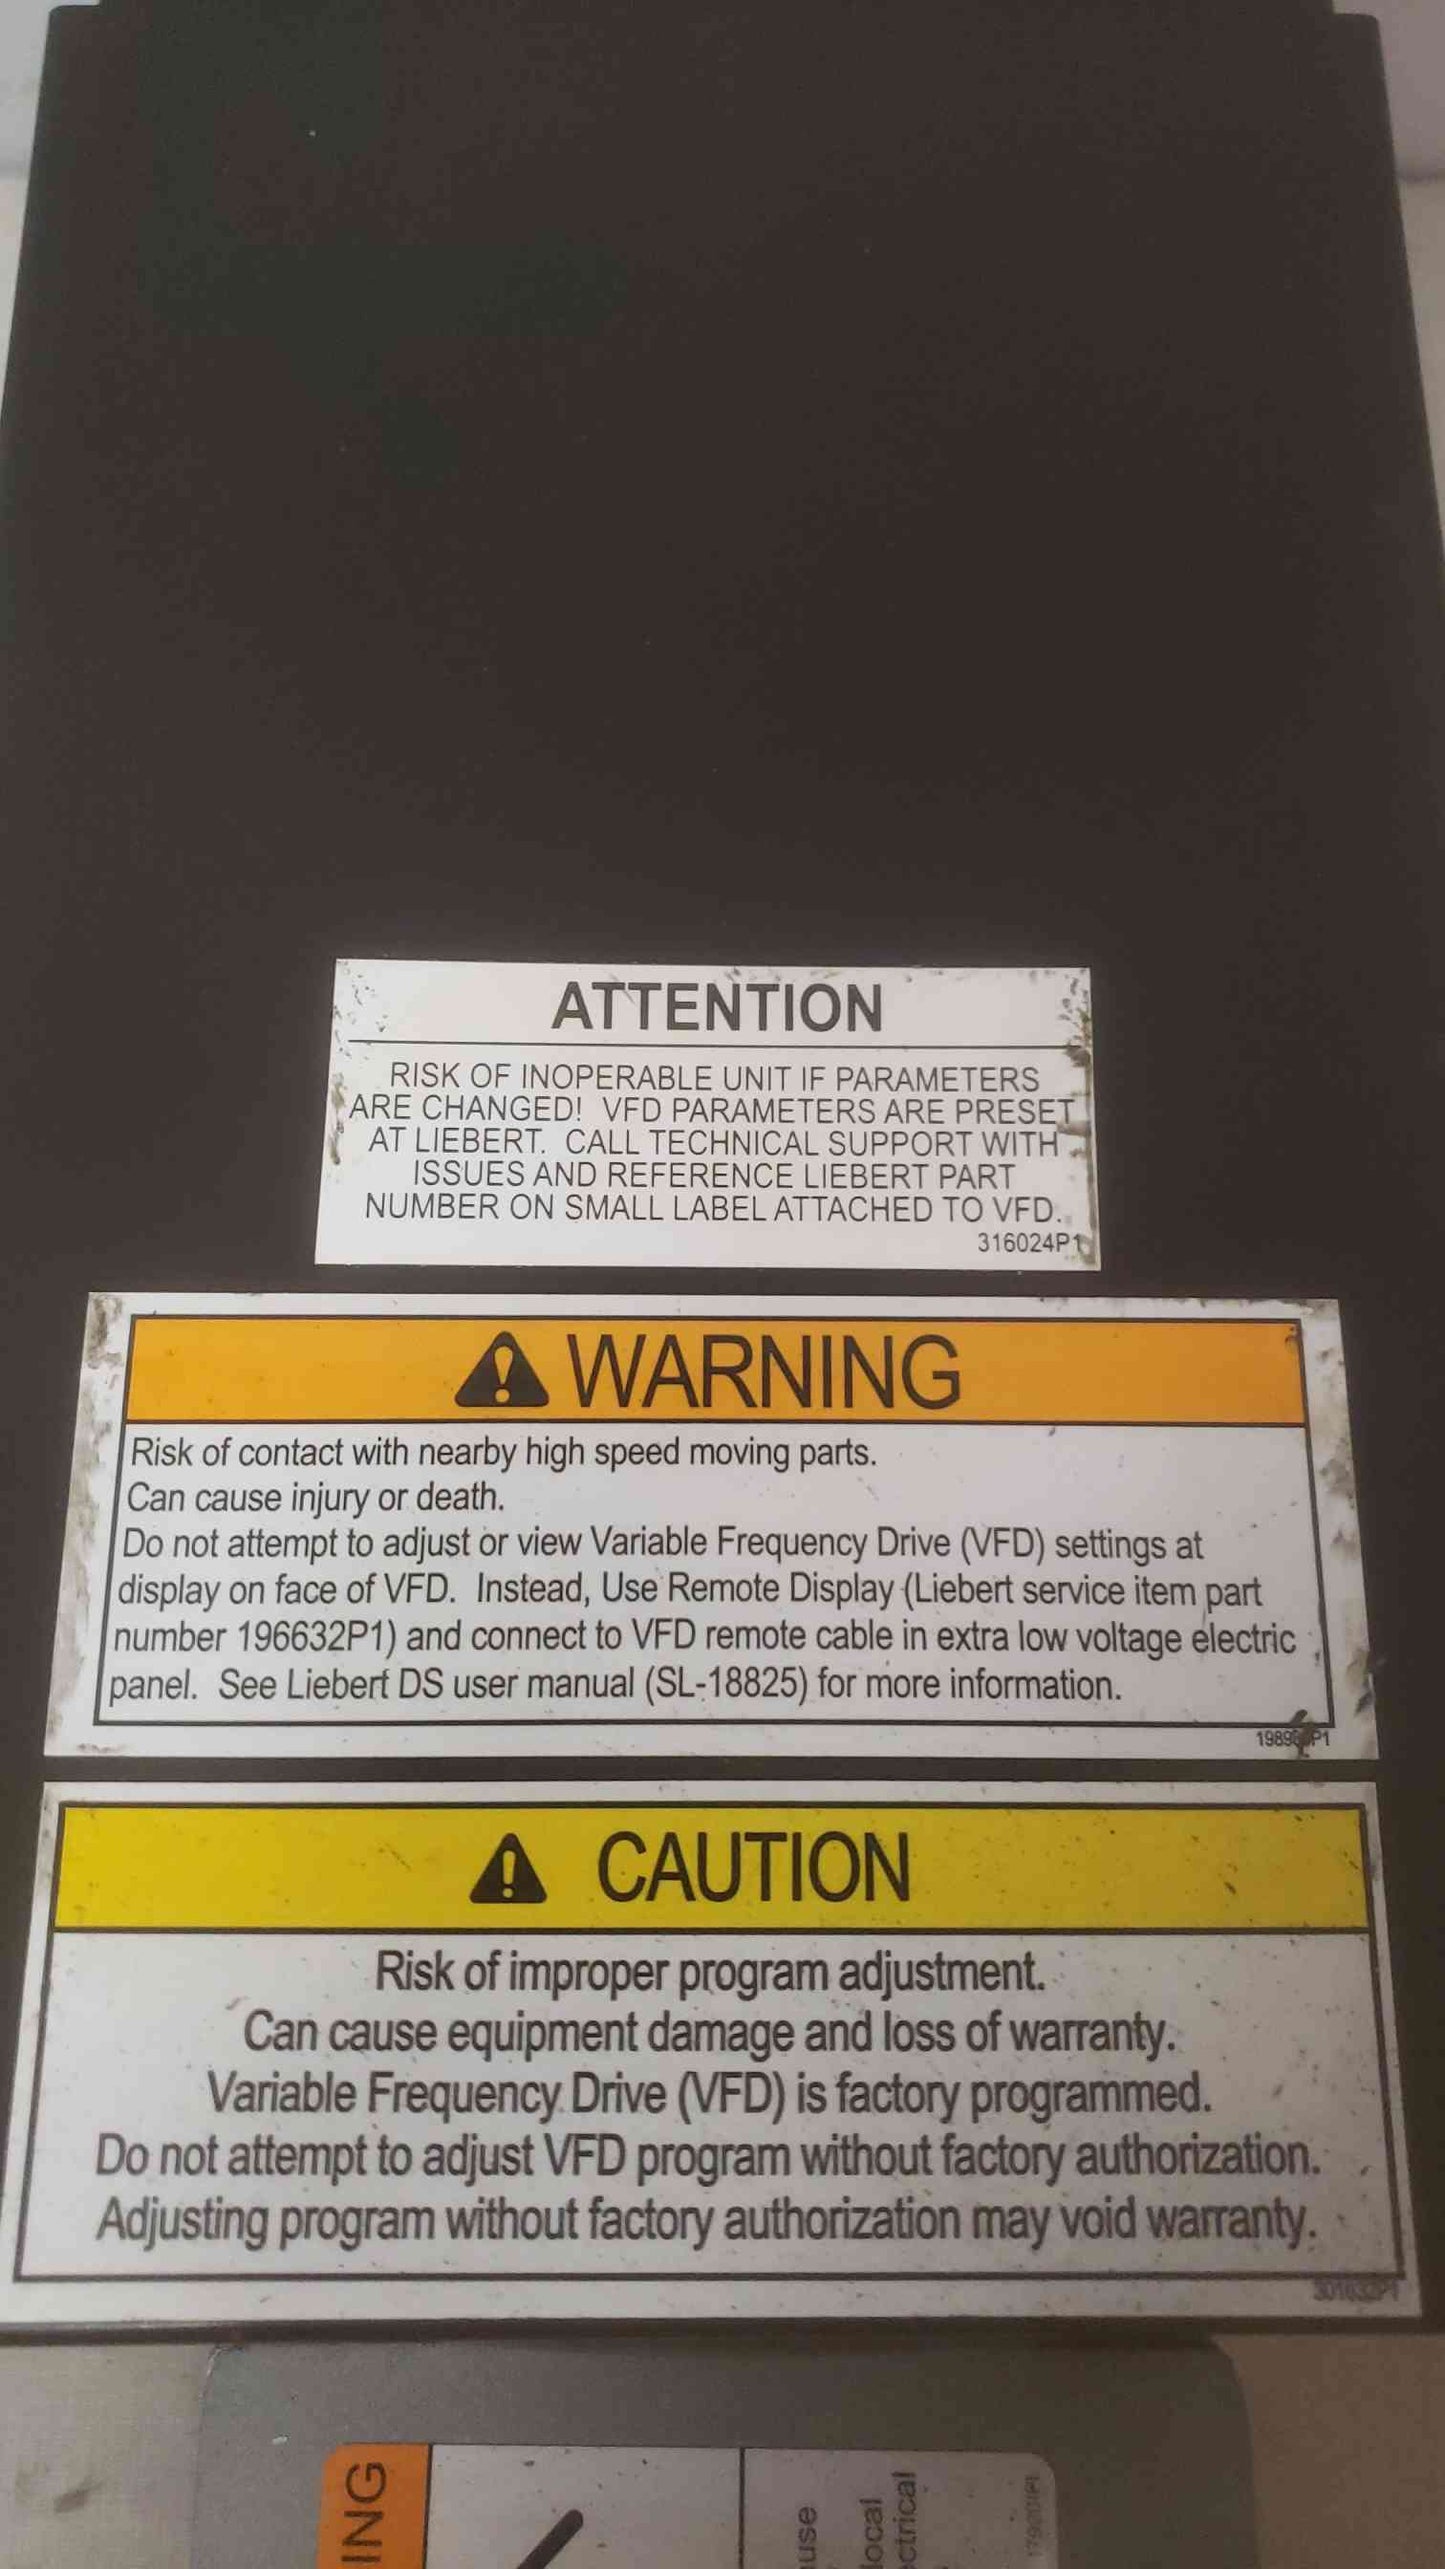 ATTENTION
RISK OF INOPERABLE UNIT IF PARAMETERS
ARE CHANGED! VFD PARAMETERS ARE PRESET
AT LIEBERT. CALL TECHNICAL SUPPORT WITH
ISSUES AND REFERENCE LIEBERT PART
NUMBER ON SMALL LABEL ATTACHED TO VFD.
316024P1
WARNING
Risk of contact with nearby high speed moving parts.
Can cause injury or death.
Do not attempt to adjust or view Variable Frequency Drive (VFD) settings at
display on face of VFD. Instead, Use Remote Display (Liebert service item part
number 196632P1) and connect to VFD remote cable in extra low voltage electric
panel. See Liebert DS user manual (SL-18825) for more information.
CAUTION
Risk of improper program adjustment.
Can cause equipment damage and loss of warranty.
Variable Frequency Drive (VFD) is factory programmed.
Do not attempt to adjust VFD program without factory authorization.
Adjusting program without factory authorization may void warranty.
ING
use
local
ctrical